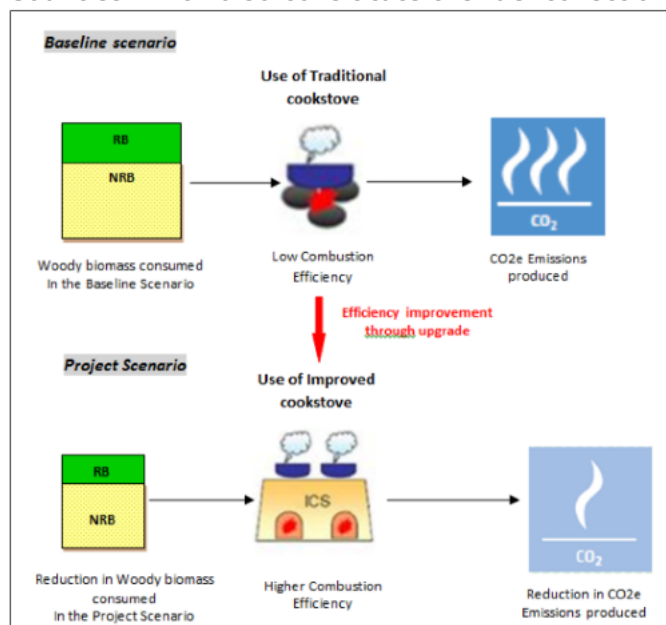 Baseline scenario
Use of Traditional
cookstove
RB
NRB
CO₂
Woody biomass consumed
In the Baseline Scenario
Low Combustion
Efficiency
CO2e Emissions
produced
Efficiency improvement
through upgrade
Project Scenario
Use of Improved
cookstove
RB
NRB
ICS
CO₂
Reduction in Woody biomass
consumed
In the Project Scenario
Higher Combustion
Efficiency
Reduction in CO2e
Emissions produced